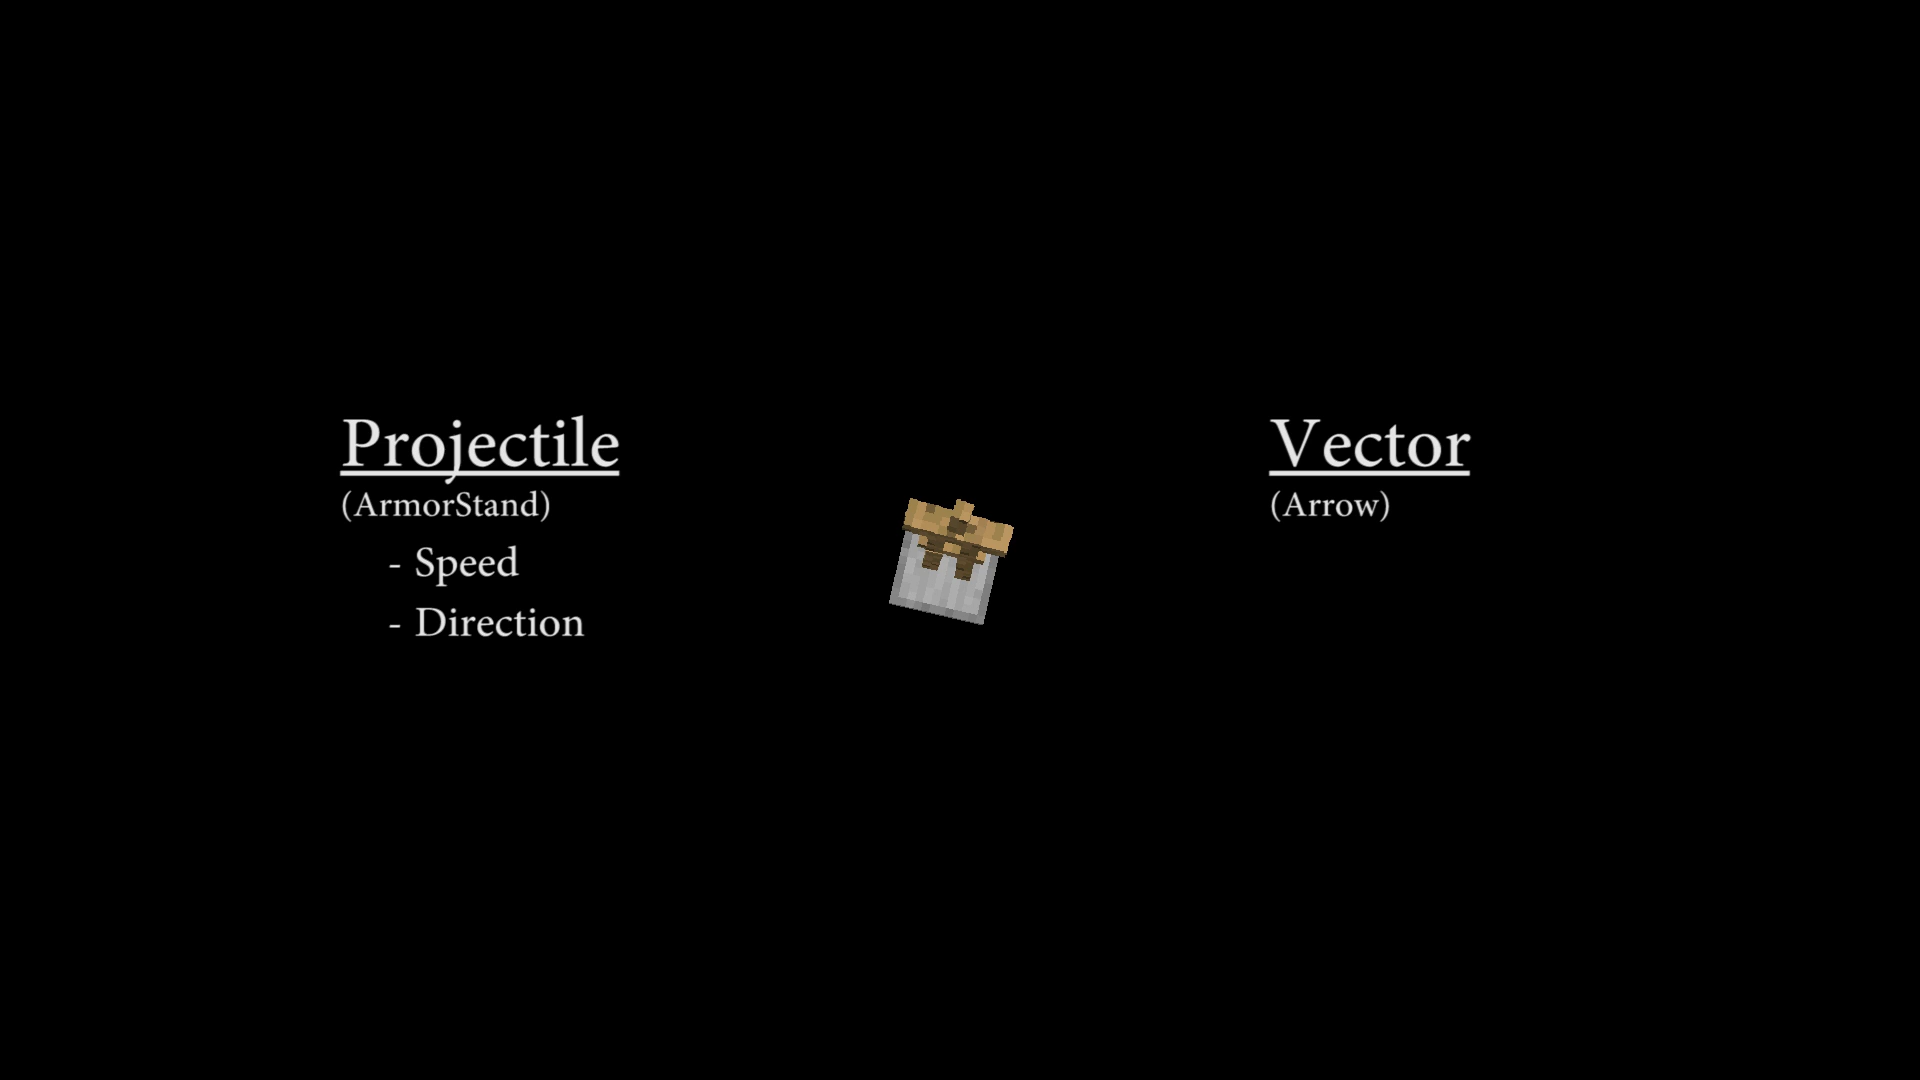 Projectile
(ArmorStand)
- Speed
- Direction
Vector
(Arrow)